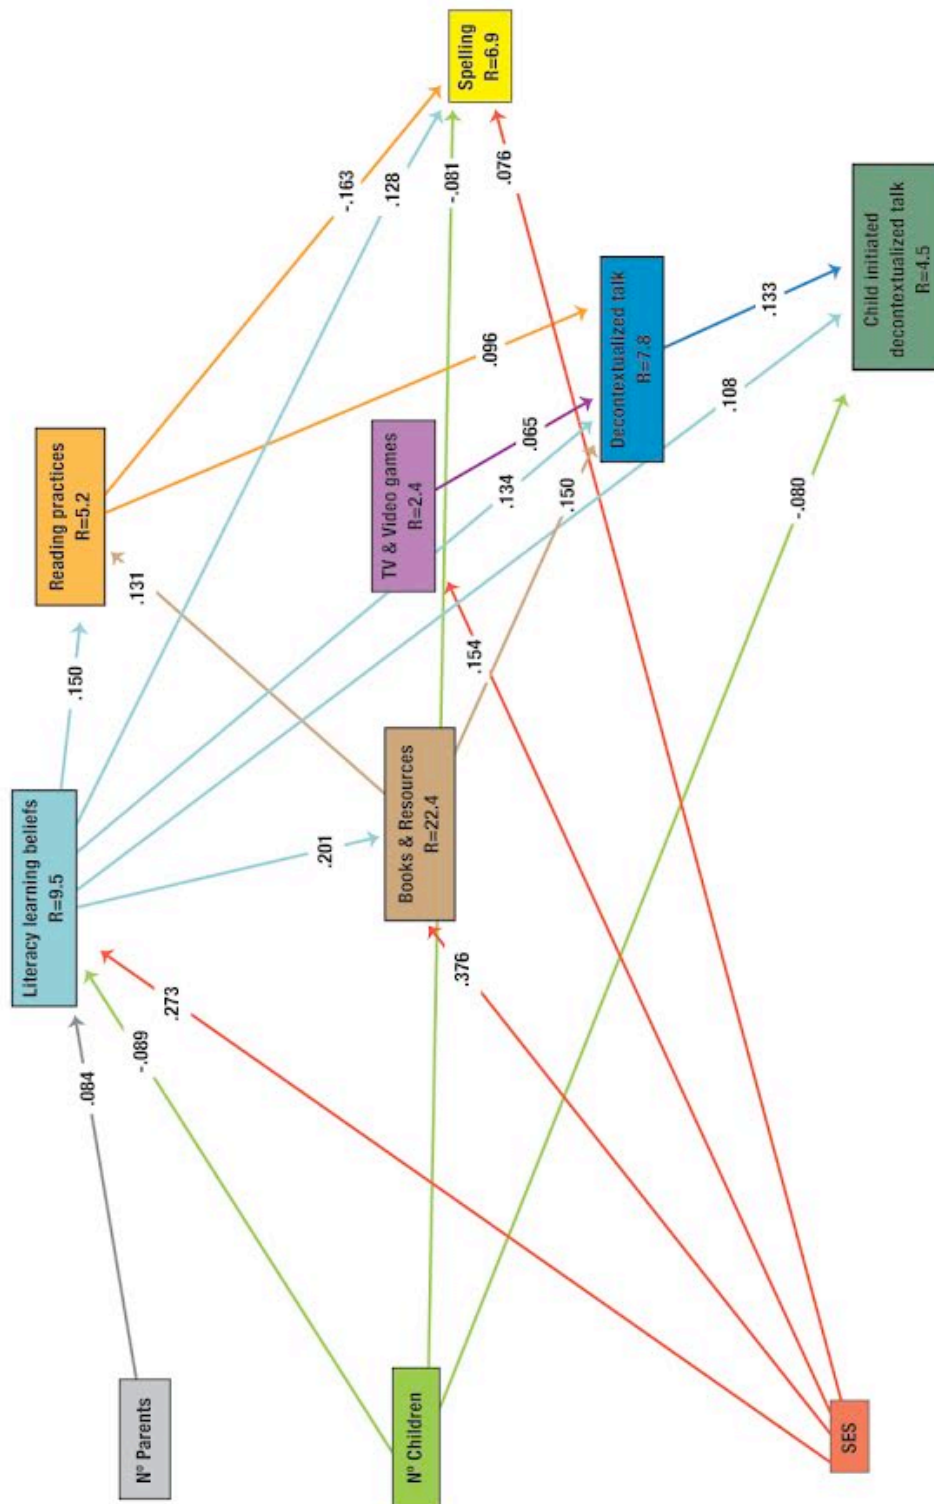 Nº Parents
Nº Children
SES
.084
-.089
.273
Literacy learning beliefs
R=9.5
.150
.201
.376
Books & Resources
R=22.4
.131
Reading practices
R=5.2
TV & Video games
R=2.4
.154
.134
.065
.150
.096
Decontextualized talk
R=7.8
-.163
.128
-.081
.076
Spelling
R=6.9
.108
.133
-.080
Child initiated
decontextualized talk
R=4.5